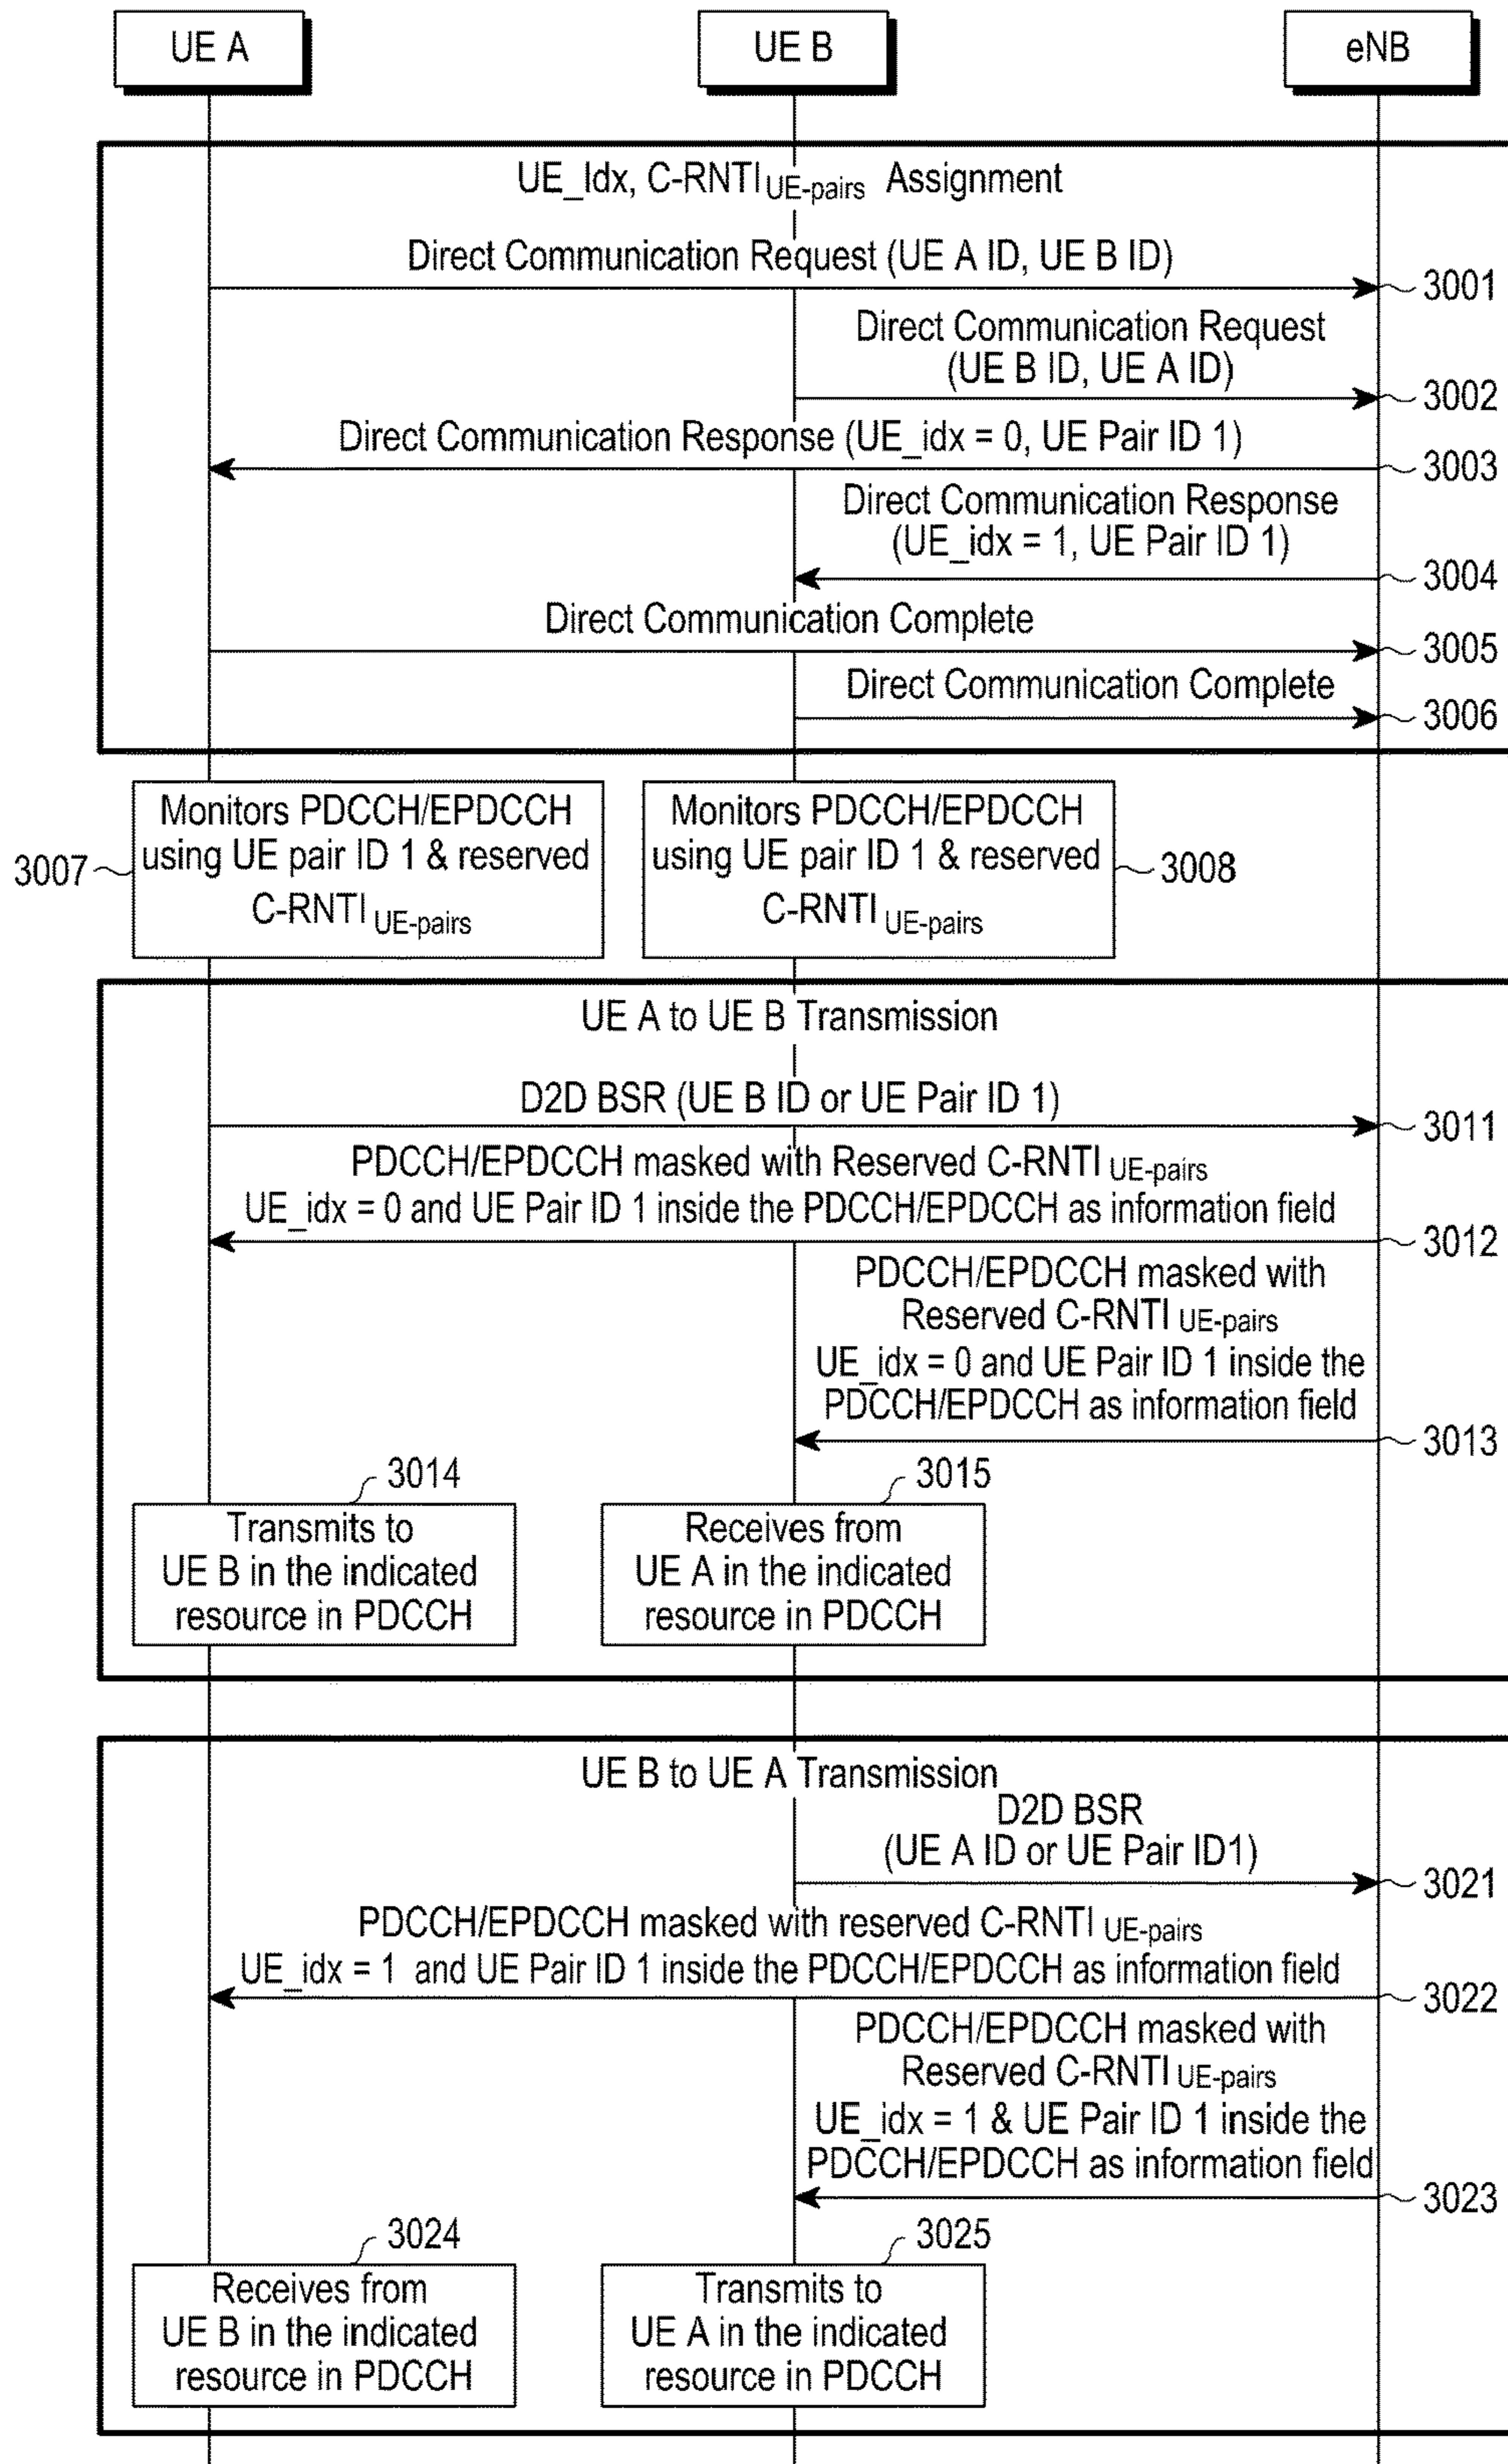 UE A
UE B
eNB
UE_Idx, C-RNTI UE-pairs Assignment
Direct Communication Request (UE A ID, UE B ID)
3001
Direct Communication Request
(UE B ID, UE A ID)
3002
Direct Communication Response (UE_idx = 0, UE Pair ID 1)
3003
Direct Communication Response
(UE_idx = 1, UE Pair ID 1)
3004
Direct Communication Complete
3005
Direct Communication Complete
3006
Monitors PDCCH/EPDCCH
using UE pair ID 1 & reserved
C-RNTI UE-pairs
3007
Monitors PDCCH/EPDCCH
using UE pair ID 1 & reserved
C-RNTI UE-pairs
3008
UE A to UE B Transmission
D2D BSR (UE B ID or UE Pair ID 1)
3011
PDCCH/EPDCCH masked with Reserved C-RNTI UE-pairs
UE_idx = 0 and UE Pair ID 1 inside the PDCCH/EPDCCH as information field
3012
PDCCH/EPDCCH masked with
Reserved C-RNTI UE-pairs
UE_idx = 0 and UE Pair ID 1 inside the
PDCCH/EPDCCH as information field
3013
3014
Transmits to
UE B in the indicated
resource in PDCCH
3015
Receives from
UE A in the indicated
resource in PDCCH
UE B to UE A Transmission
D2D BSR
(UE A ID or UE Pair ID1)
3021
PDCCH/EPDCCH masked with reserved C-RNTI UE-pairs
UE_idx = 1 and UE Pair ID 1 inside the PDCCH/EPDCCH as information field
3022
PDCCH/EPDCCH masked with
Reserved C-RNTI UE-pairs
UE_idx = 1 & UE Pair ID 1 inside the
PDCCH/EPDCCH as information field
3023
3024
Receives from
UE B in the indicated
resource in PDCCH
3025
Transmits to
UE A in the indicated
resource in PDCCH